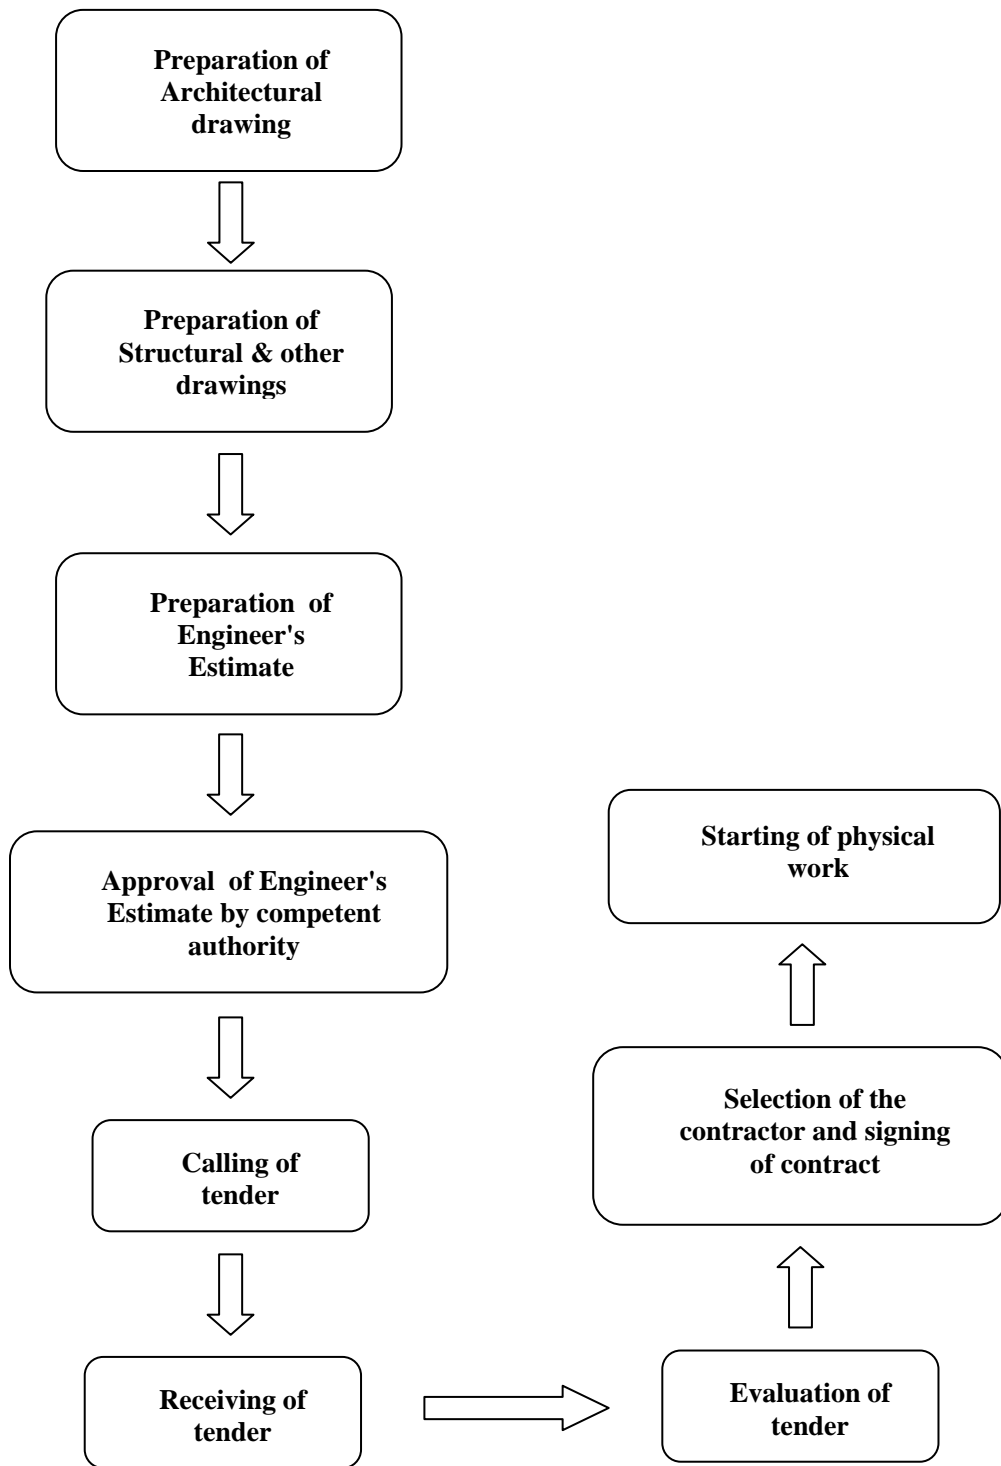 Preparation of
Architectural
drawing
Preparation of
Structural & other
drawings
Preparation of
Engineer's
Estimate
Approval of Engineer's
Estimate by competent
authority
Calling of
tender
Receiving of
tender
Evaluation of
tender
Selection of the
contractor and signing
of contract
Starting of physical
work